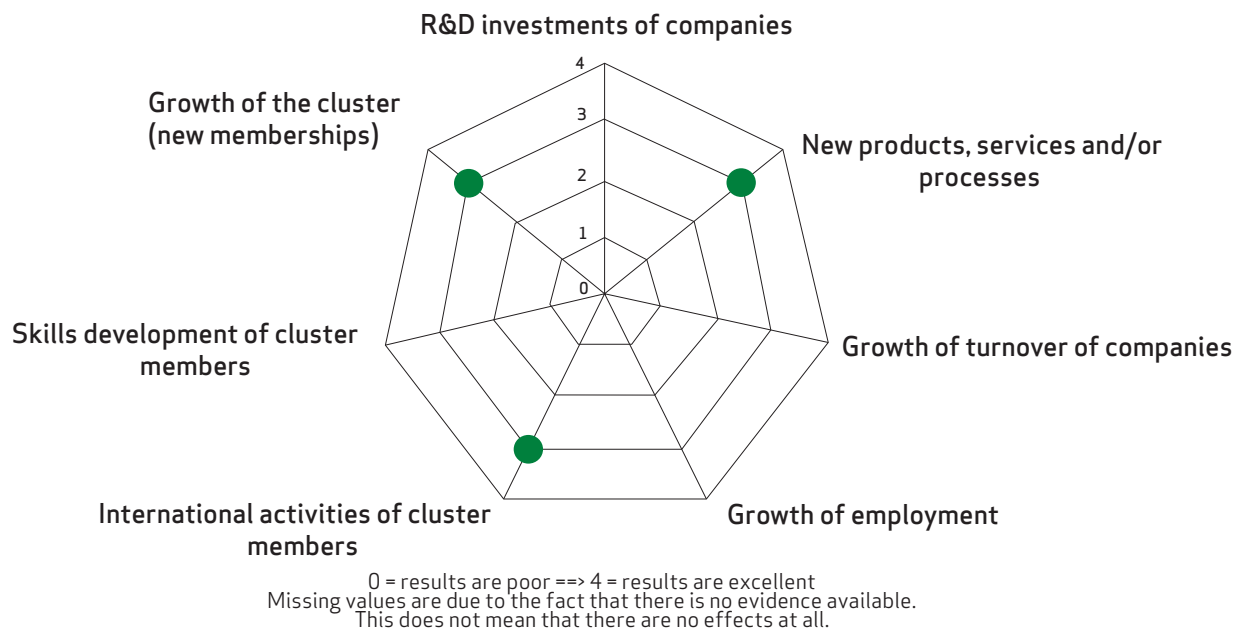 R&D investments of companies
4
Growth of the cluster
(new memberships)
3
New products, services and/or
processes
2
1
0
Skills development of cluster
members
Growth of turnover of companies
International activities of cluster
members
Growth of employment
0 = results are poor ==> 4 = results are excellent
Missing values are due to the fact that there is no evidence available.
This does not mean that there are no effects at all.